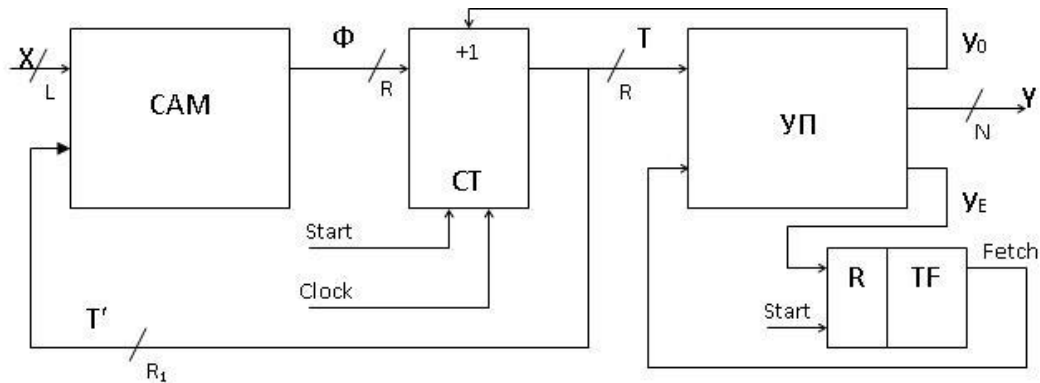 X
L
САМ
Φ
R
+1
СТ
T
R
УП
y₀
Y
N
yE
Start
Clock
Fetch
R
TF
Start
T'
R₁